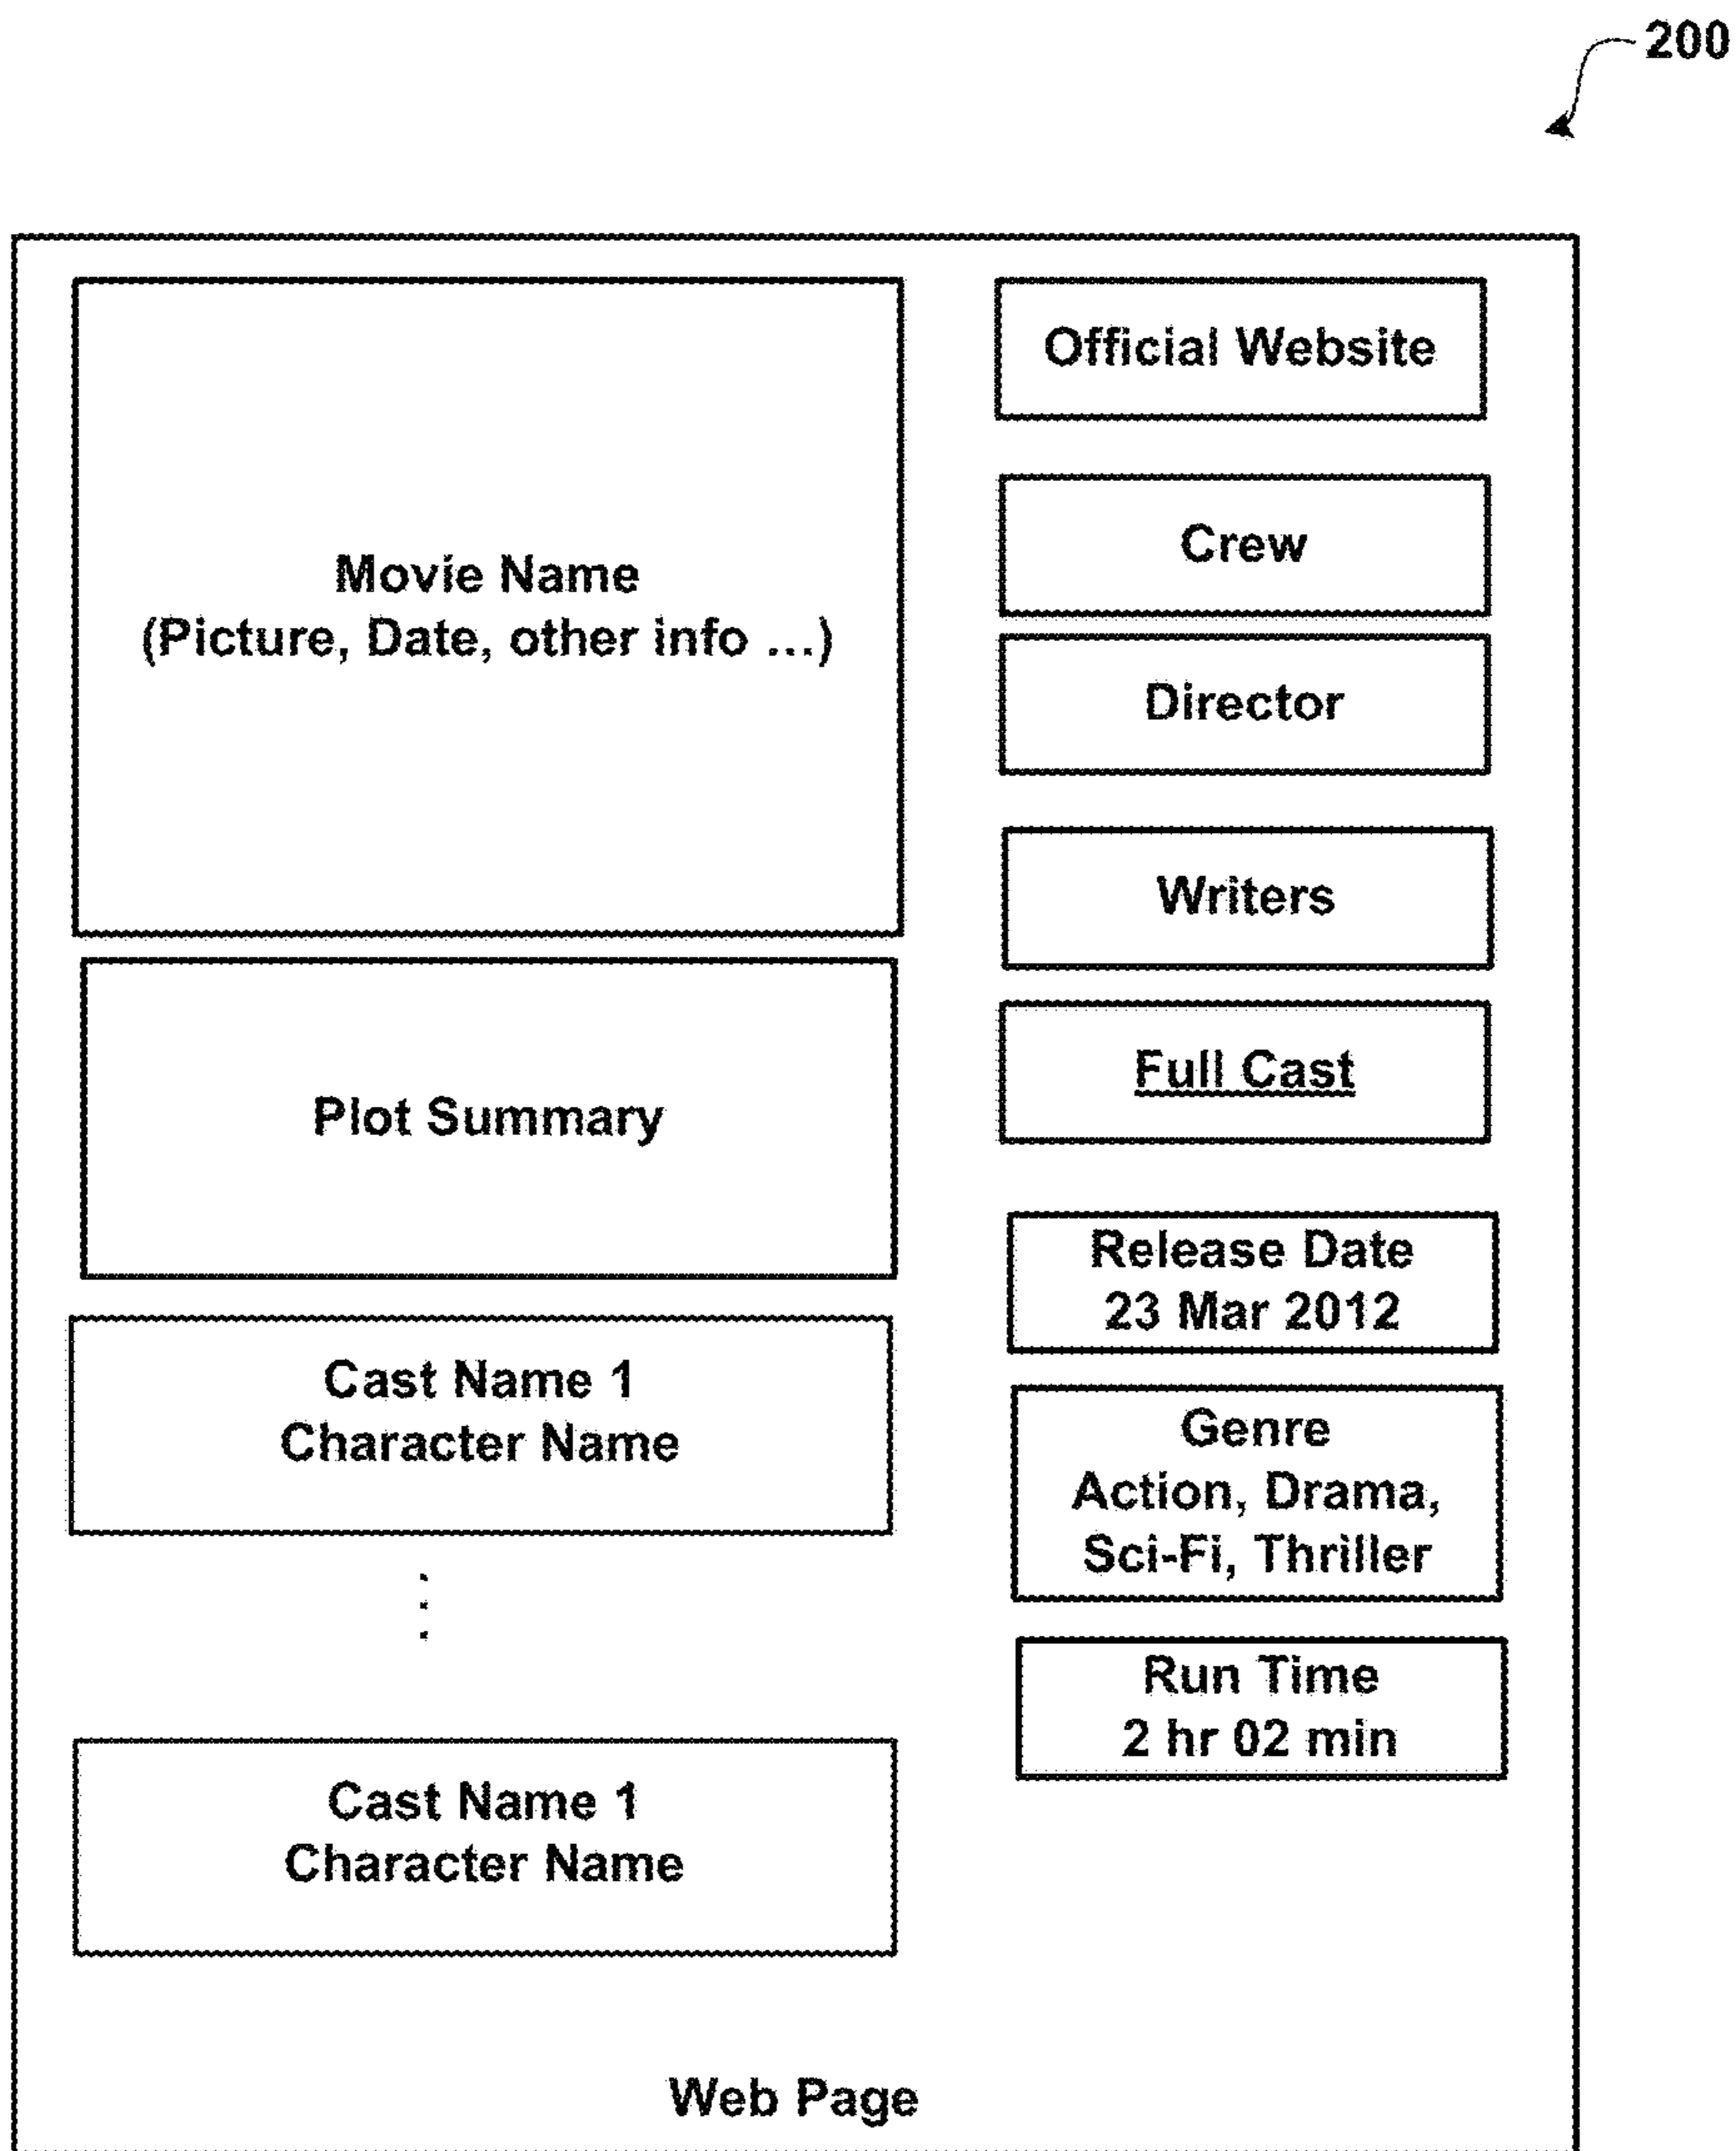 200
Movie Name
(Picture, Date, other info ...)
Plot Summary
Cast Name 1
Character Name
Cast Name 1
Character Name
Official Website
Crew
Director
Writers
Full Cast
Release Date
23 Mar 2012
Genre
Action, Drama,
Sci-Fi, Thriller
Run Time
2 hr 02 min
Web Page